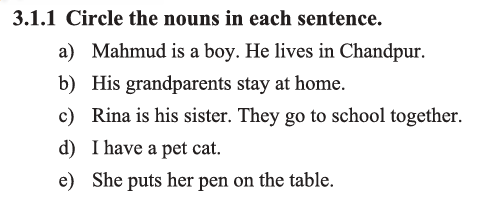 3.1.1 Circle the nouns in each sentence.
a) Mahmud is a boy. He lives in Chandpur.
b) His grandparents stay at home.
c) Rina is his sister. They go to school together.
d) I have a pet cat.
e) She puts her pen on the table.